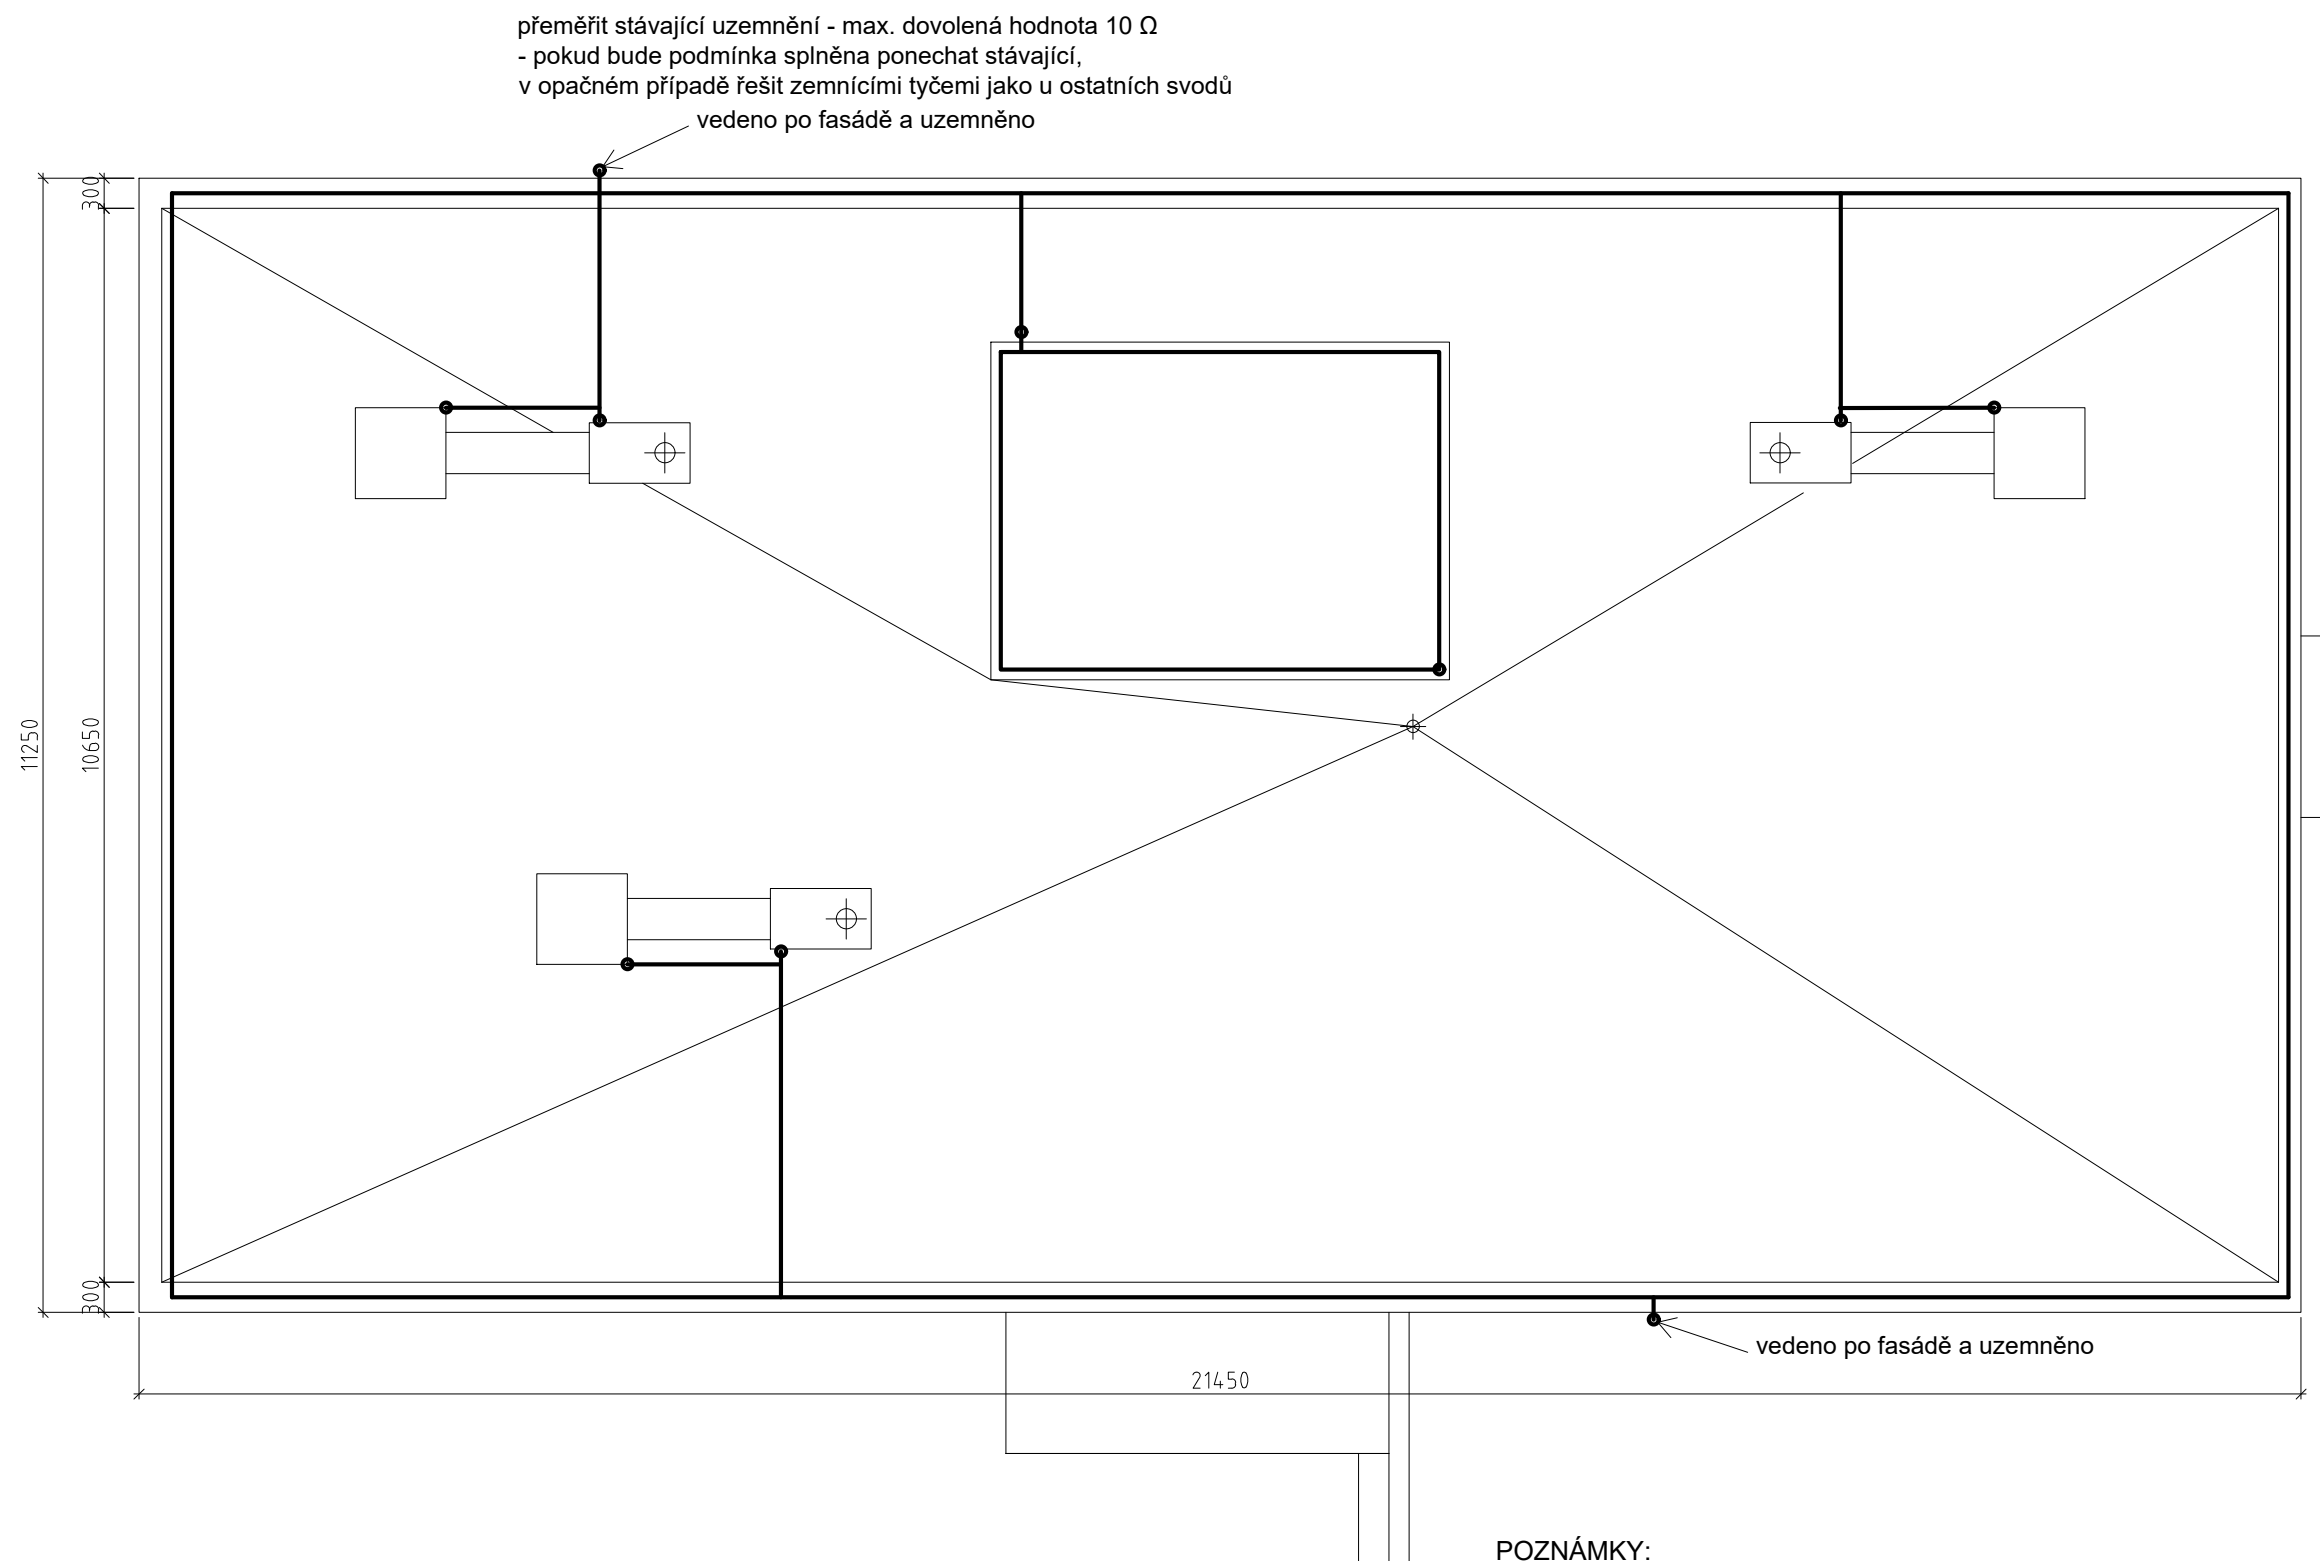 přeměřit stávající uzemnění - max. dovolená hodnota 10 Ω
- pokud bude podmínka splněna ponechat stávající,
v opačném případě řešit zemnícími tyčemi jako u ostatních svodů
vedeno po fasádě a uzemněno
300
11250
10650
300
vedeno po fasádě a uzemněno
21450
POZNÁMKY: